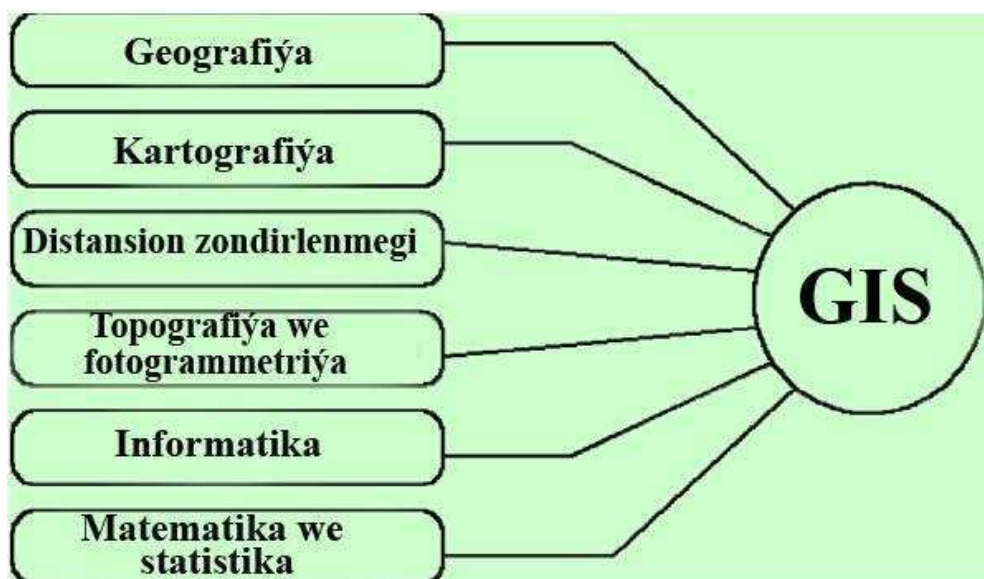 Geografiýa
Kartografiýa
Distansion zondirlenmegi
Topografiýa we
fotogrammetriýa
Informatika
Matematika we
statistika
GIS